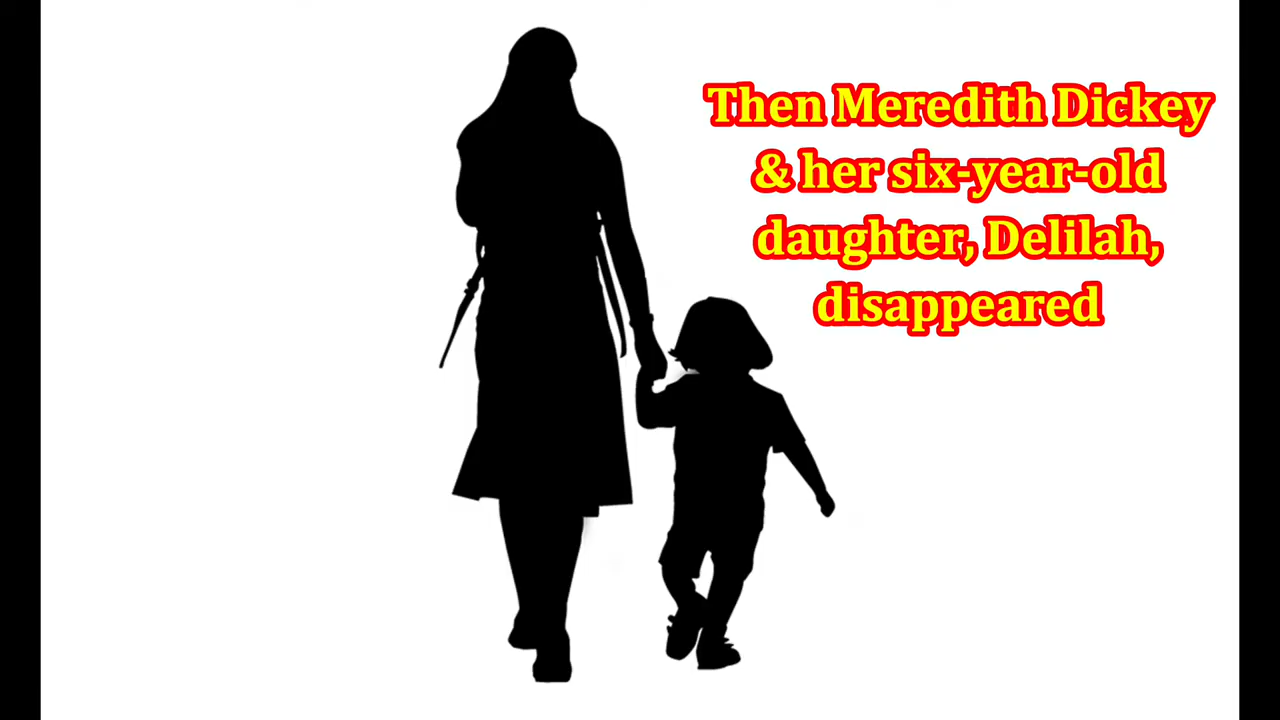 Then Meredith Dickey
& her six-year-old
daughter, Delilah,
disappeared